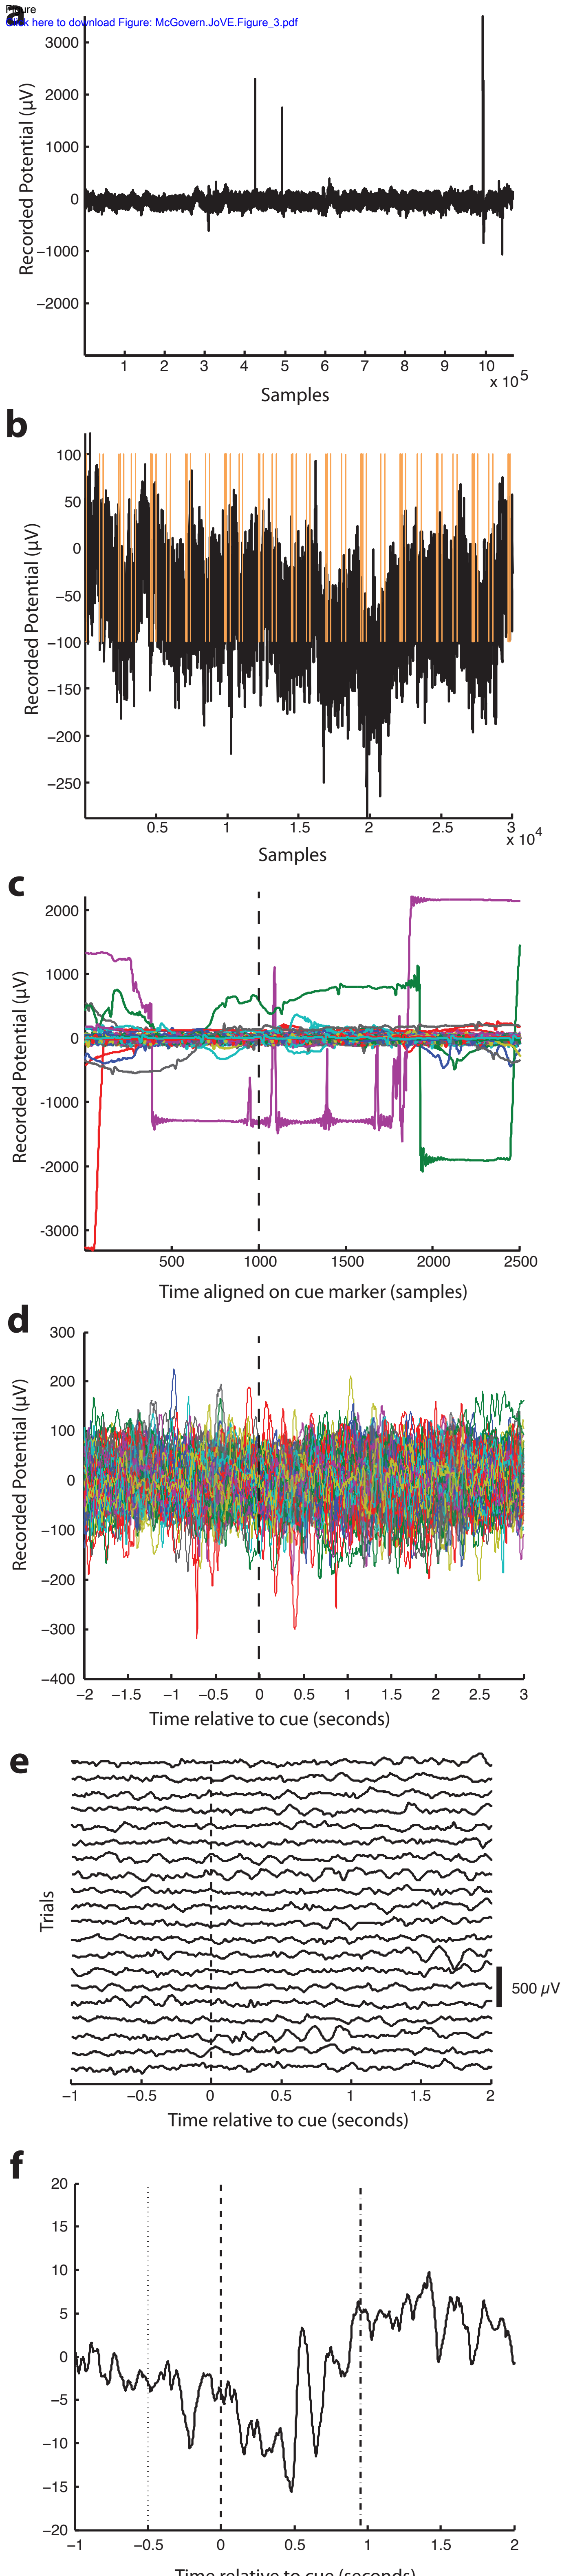 Figure
a
Click here to download Figure: McGovern.JoVE.Figure_3.pdf
3000
2000
1000
0
−1000
−2000
Recorded Potential (µV)
1 2 3 4 5 6 7 8 9 10
x 10^5
Samples
b
100
50
0
−50
−100
−150
−200
−250
Recorded Potential (µV)
0.5 1 1.5 2 2.5 3
x 10^4
Samples
c
2000
1000
0
-1000
-2000
-3000
Recorded Potential (µV)
500 1000 1500 2000 2500
Time aligned on cue marker (samples)
d
300
200
100
0
−100
−200
−300
−400
Recorded Potential (µV)
−2 −1.5 −1 −0.5 0 0.5 1 1.5 2 2.5 3
Time relative to cue (seconds)
e
Trials
500 µV
−1 −0.5 0 0.5 1 1.5 2
Time relative to cue (seconds)
f
20
15
10
5
0
−5
−10
−15
−20
−1 −0.5 0 0.5 1 1.5 2
Time relative to cue (seconds)